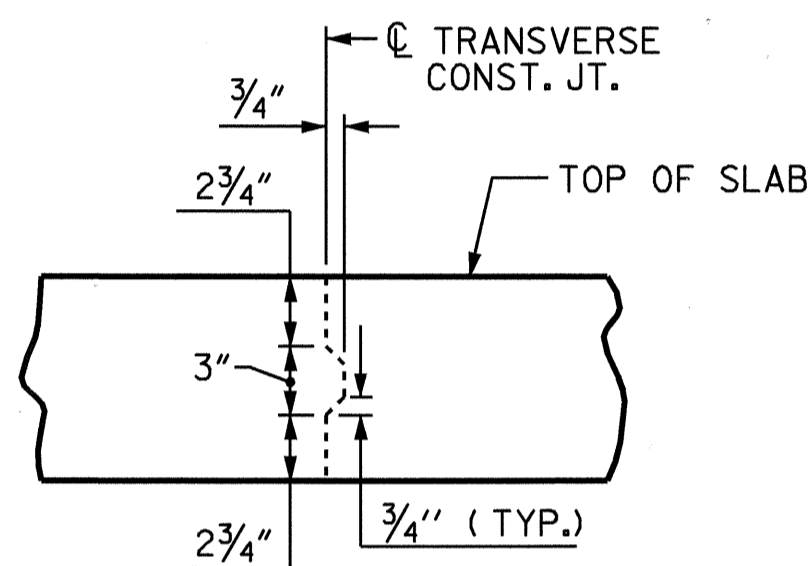 ℄ TRANSVERSE
CONST. JT.
3/4"
2 3/4"
TOP OF SLAB
3"
3/4" (TYP.)
2 3/4"